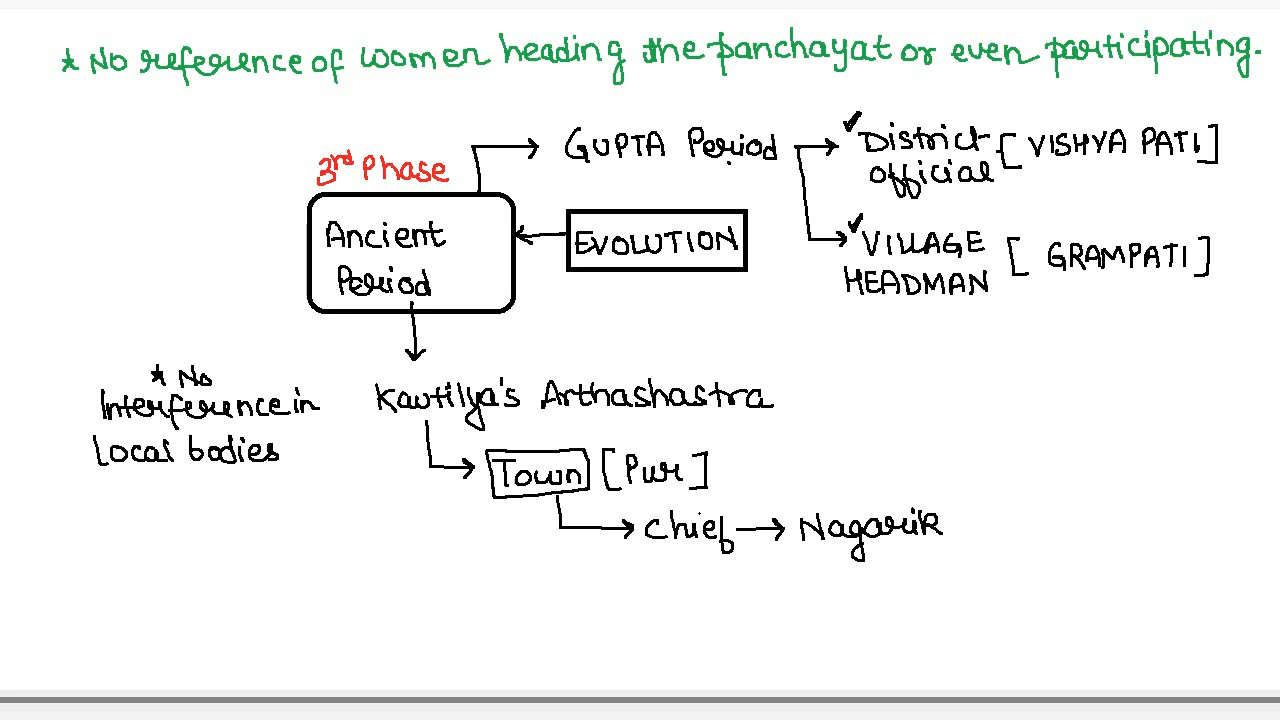 * No reference of women heading the panchayat or even participating.
3rd Phase
Ancient
Period
EVOLUTION
GUPTA Period
District
official
[VISHYA PATI]
VILLAGE
HEADMAN
[GRAMPATI]
* No
Interference in
Local bodies
Kautilya's Arthashastra
Town [Pur]
Chief → Nagarik